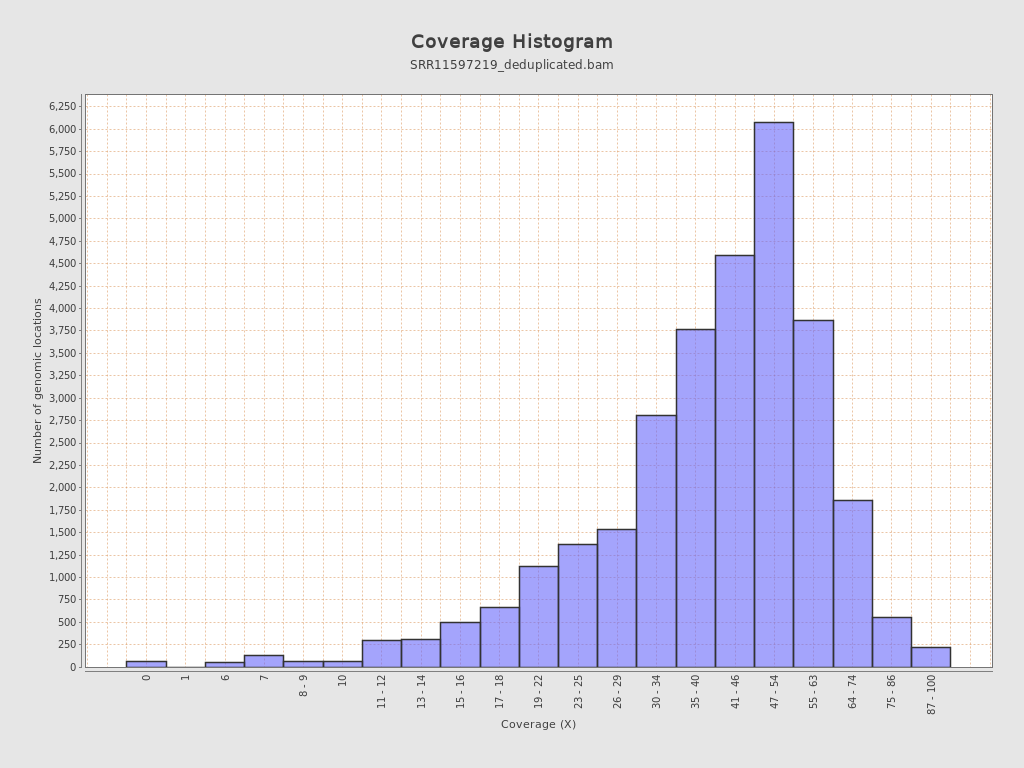 Coverage Histogram
SRR11597219_deduplicated.bam
Number of genomic locations
6,250
6,000
5,750
5,500
5,250
5,000
4,750
4,500
4,250
4,000
3,750
3,500
3,250
3,000
2,750
2,500
2,250
2,000
1,750
1,500
1,250
1,000
750
500
250
0
0
1
6
7
8 - 9
10
11 - 12
13 - 14
15 - 16
17 - 18
19 - 22
23 - 25
26 - 29
30 - 34
35 - 40
41 - 46
47 - 54
55 - 63
64 - 74
75 - 86
87 - 100
Coverage (X)